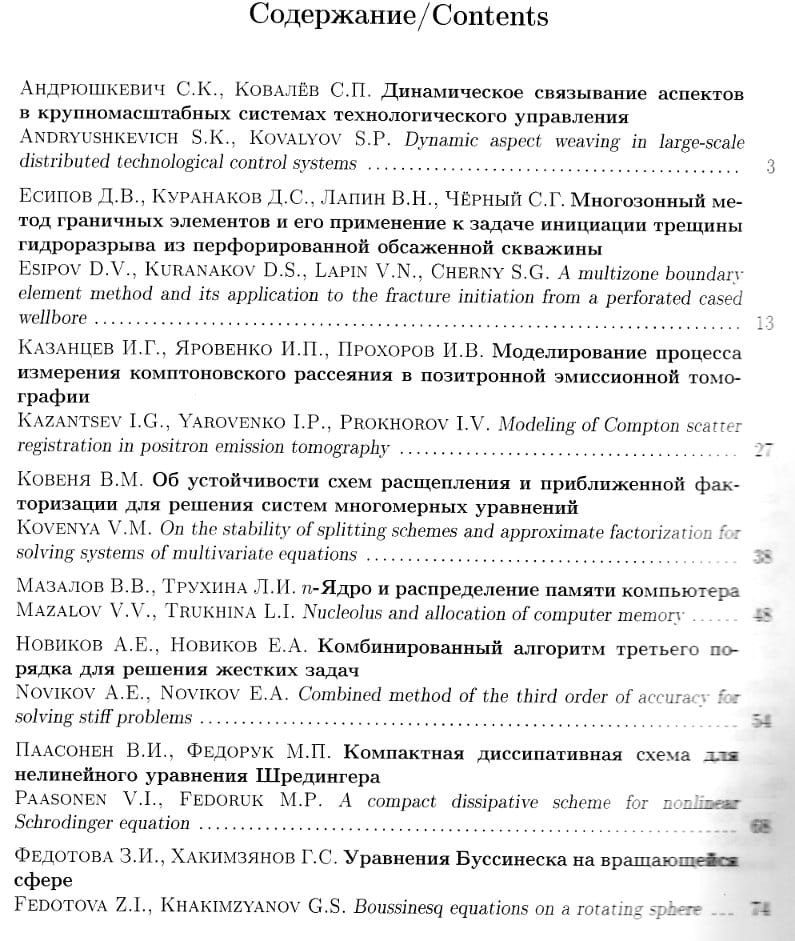 Содержание/Contents
Андрюшкевич С.К., Ковалёв С.П. Динамическое связывание аспектов
в крупномасштабных системах технологического управления
Andryushkevich S.K., Kovalyov S.P. Dynamic aspect weaving in large-scale
distributed technological control systems ........................................ 3
Есипов Д.В., Куранаков Д.С., Лапин В.Н., Чёрный С.Г. Многозонный ме-
тод граничных элементов и его применение к задаче инициации трещины
гидроразрыва из перфорированной обсаженной скважины
Esipov D.V., Kuranakov D.S., Lapin V.N., Cherny S.G. A multizone boundary
element method and its application to the fracture initiation from a perforated cased
wellbore ........................................ 13
Казанцев И.Г., Яровенко И.П., Прохоров И.В. Моделирование процесса
измерения комптоновского рассеяния в позитронной эмиссионной томо-
графии
Kazantsev I.G., Yarovenko I.P., Prokhorov I.V. Modeling of Compton scatter
registration in positron emission tomography ........................................ 27
Ковеня В.М. Об устойчивости схем расщепления и приближенной фак-
торизации для решения систем многомерных уравнений
Kovenya V.M. On the stability of splitting schemes and approximate factorization for
solving systems of multivariate equations ........................................ 38
Мазалов В.В., Трухина Л.И. n-Ядро и распределение памяти компьютера
Mazalov V.V., Trukhina L.I. Nucleolus and allocation of computer memory ...... 48
Новиков А.Е., Новиков Е.А. Комбинированный алгоритм третьего по-
рядка для решения жестких задач
Novikov A.E., Novikov E.A. Combined method of the third order of accuracy for
solving stiff problems ........................................ 54
Паасонен В.И., Федорук М.П. Компактная диссипативная схема для
нелинейного уравнения Шредингера
Paasonen V.I., Fedoruk M.P. A compact dissipative scheme for nonlinear
Schrodinger equation ........................................ 68
Федотова З.И., Хакимзянов Г.С. Уравнения Буссинеска на вращающейся
сфере
Fedotova Z.I., Khakimzyanov G.S. Boussinesq equations on a rotating sphere ... 74